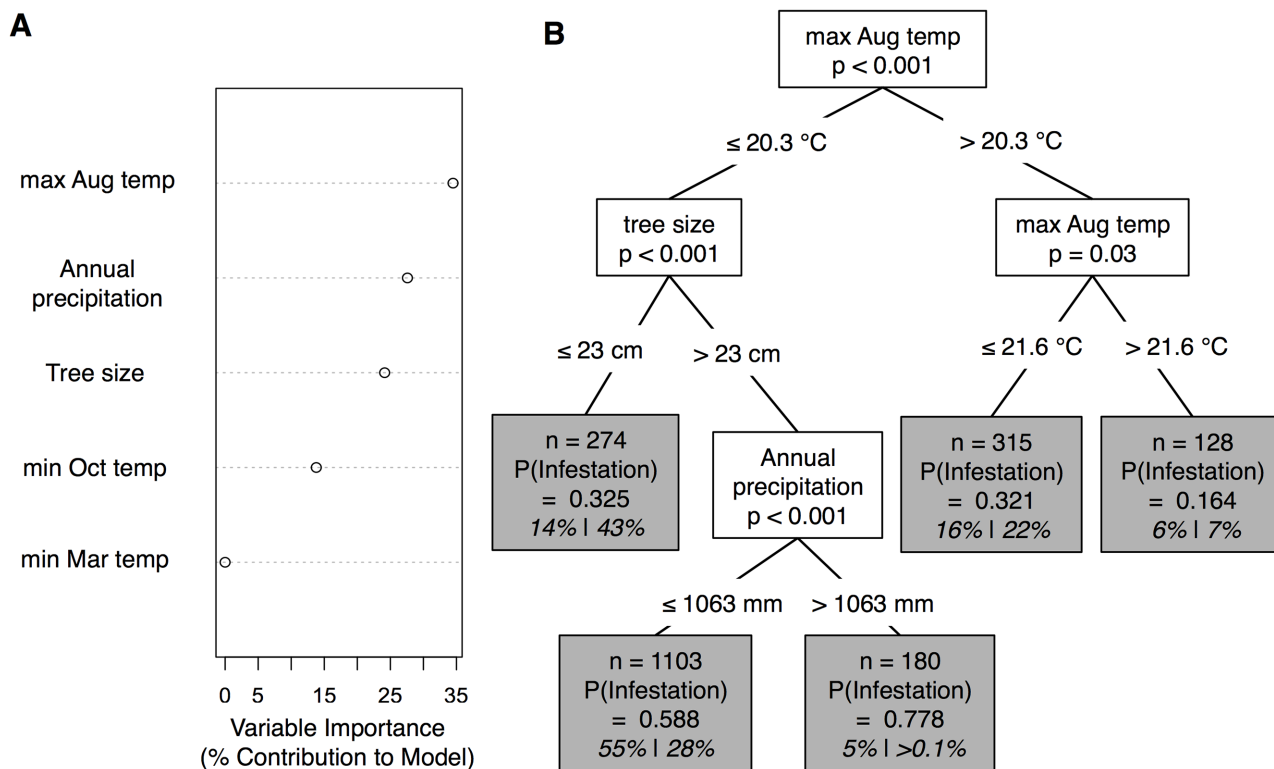 A
max Aug temp
Annual
precipitation
Tree size
min Oct temp
min Mar temp
0 5 15 25 35
Variable Importance
(% Contribution to Model)
B
max Aug temp
p < 0.001
≤ 20.3 °C
> 20.3 °C
tree size
p < 0.001
max Aug temp
p = 0.03
≤ 23 cm
> 23 cm
≤ 21.6 °C
> 21.6 °C
n = 274
P(Infestation)
= 0.325
14% | 43%
Annual
precipitation
p < 0.001
n = 315
P(Infestation)
= 0.321
16% | 22%
n = 128
P(Infestation)
= 0.164
6% | 7%
≤ 1063 mm
> 1063 mm
n = 1103
P(Infestation)
= 0.588
55% | 28%
n = 180
P(Infestation)
= 0.778
5% | >0.1%